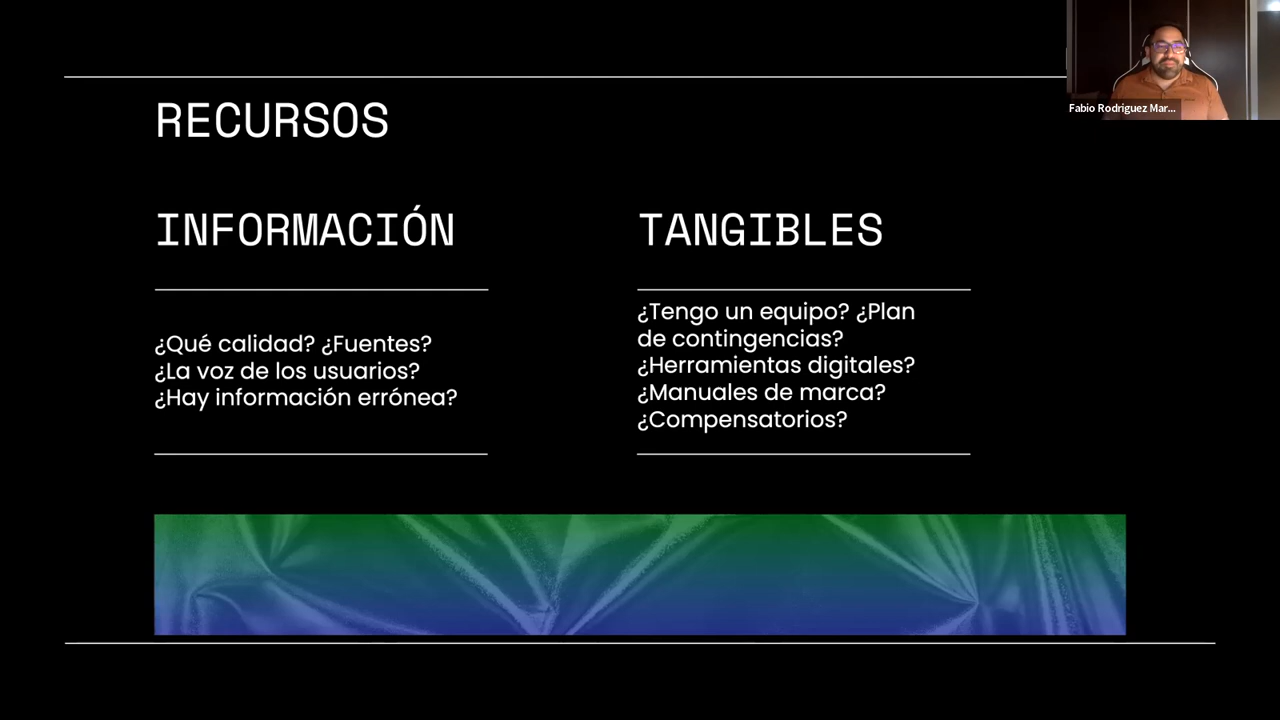 RECURSOS
INFORMACIÓN
¿Qué calidad? ¿Fuentes?
¿La voz de los usuarios?
¿Hay información errónea?
TANGIBLES
¿Tengo un equipo? ¿Plan
de contingencias?
¿Herramientas digitales?
¿Manuales de marca?
¿Compensatorios?
Fabio Rodriguez Mar...